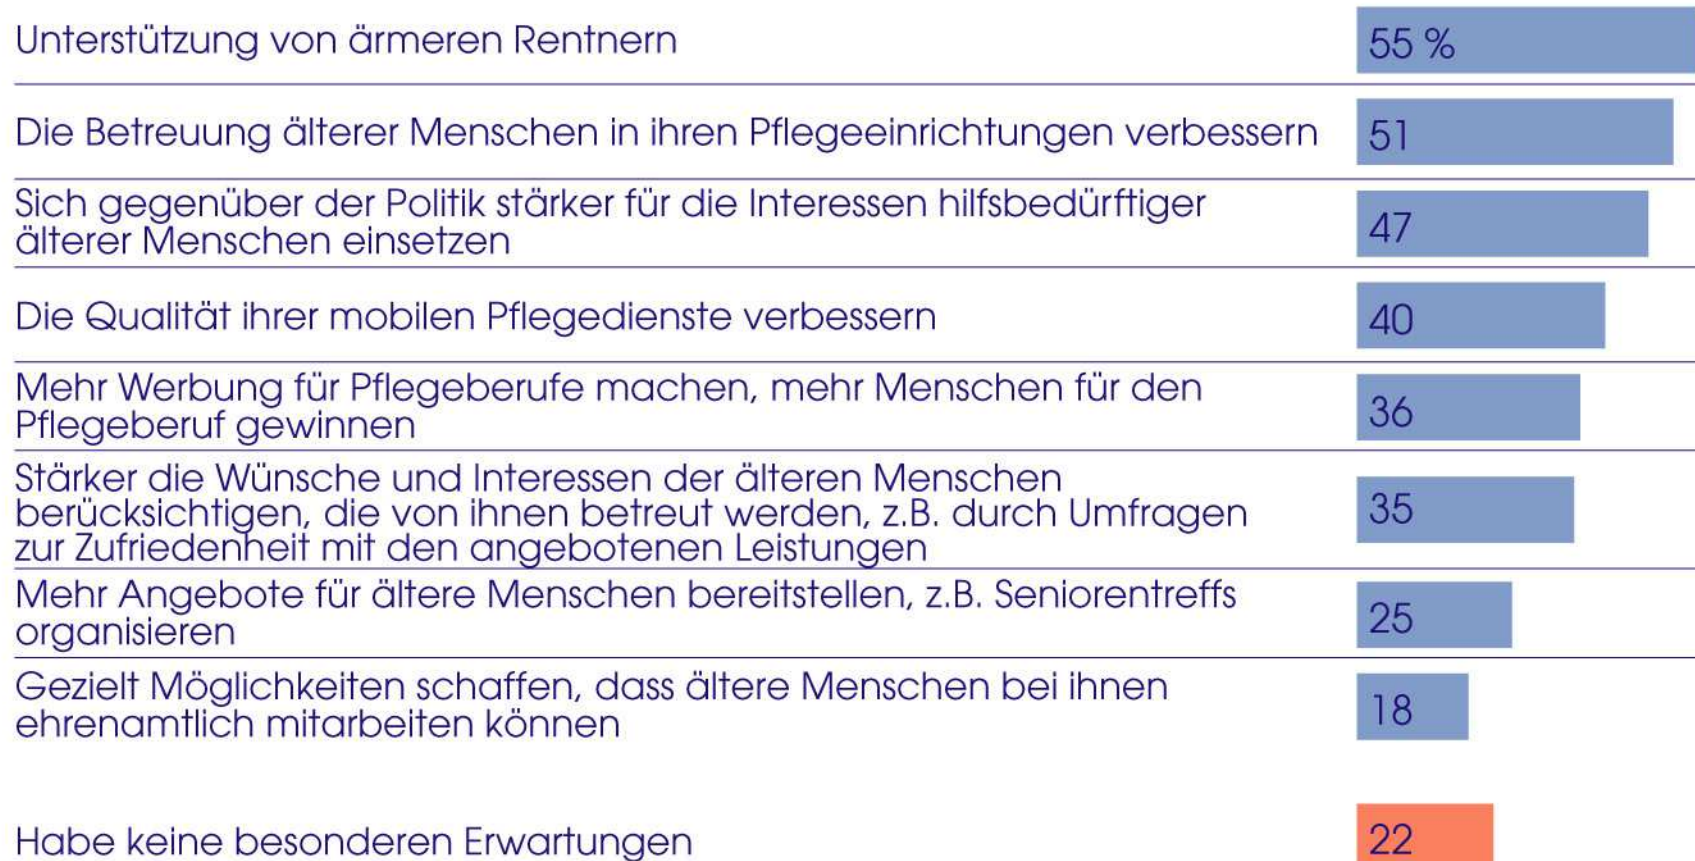 Unterstützung von ärmeren Rentnern 55 %
Die Betreuung älterer Menschen in ihren Pflegeeinrichtungen verbessern 51
Sich gegenüber der Politik stärker für die Interessen hilfsbedürftiger
älterer Menschen einsetzen 47
Die Qualität ihrer mobilen Pflegedienste verbessern 40
Mehr Werbung für Pflegeberufe machen, mehr Menschen für den
Pflegeberuf gewinnen 36
Stärker die Wünsche und Interessen der älteren Menschen
berücksichtigen, die von ihnen betreut werden, z.B. durch Umfragen 35
zur Zufriedenheit mit den angebotenen Leistungen
Mehr Angebote für ältere Menschen bereitstellen, z.B. Seniorentreffs
organisieren 25
Gezielt Möglichkeiten schaffen, dass ältere Menschen bei ihnen
ehrenamtlich mitarbeiten können 18
Habe keine besonderen Erwartungen 22